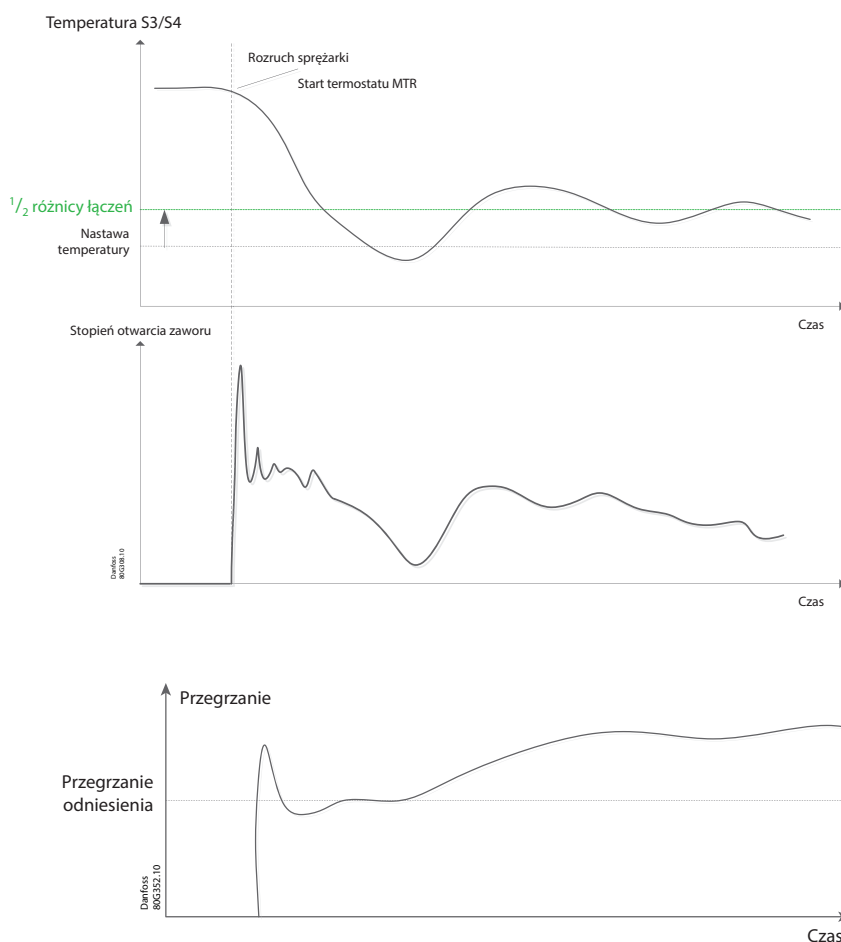 Temperatura S3/S4
Rozruch sprężarki
Start termostatu MTR
1/2 różnicy łączeń
Nastawa
temperatury
Czas
Stopień otwarcia zaworu
Danfoss
80G308.10
Czas
Przegrzanie
Przegrzanie
odniesienia
Danfoss
80G352.10
Czas